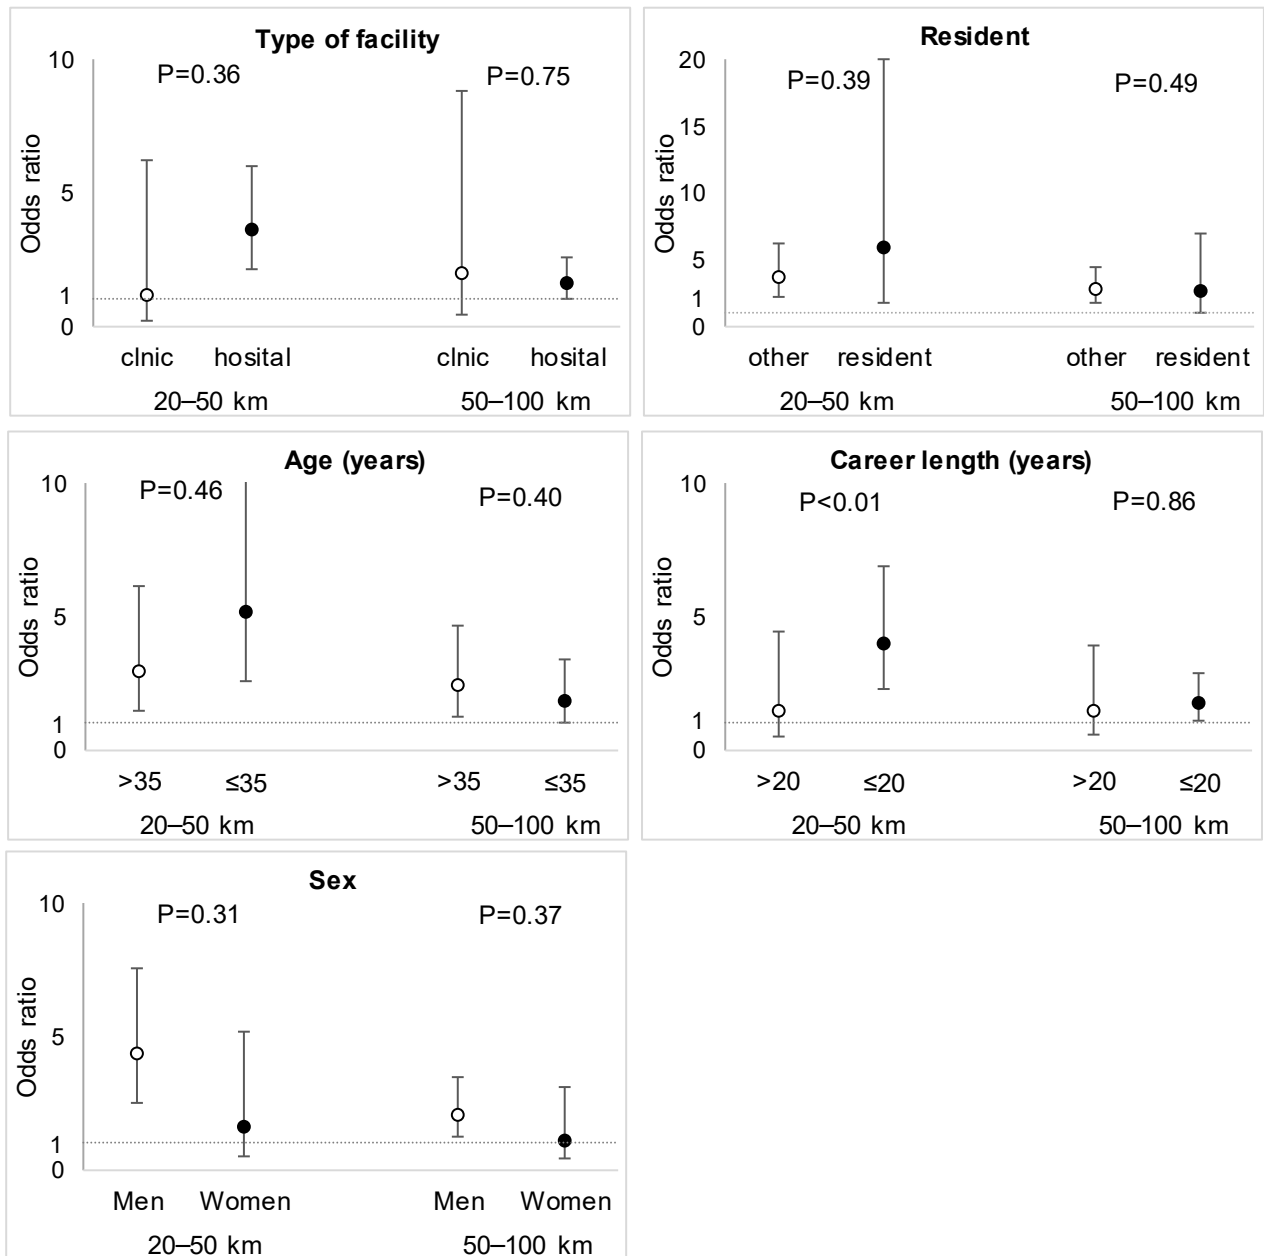 Type of facility
10
P=0.36
P=0.75
Odds ratio
5
1
0
clnic hosital clnic hosital
20–50 km 50–100 km
Resident
20
P=0.39
P=0.49
15
Odds ratio
10
5
1
0
other resident other resident
20–50 km 50–100 km
Age (years)
10
P=0.46
P=0.40
Odds ratio
5
1
0
>35 ≤35 >35 ≤35
20–50 km 50–100 km
Career length (years)
10
P<0.01
P=0.86
Odds ratio
5
1
0
>20 ≤20 >20 ≤20
20–50 km 50–100 km
Sex
10
P=0.31
P=0.37
Odds ratio
5
1
0
Men Women Men Women
20–50 km 50–100 km